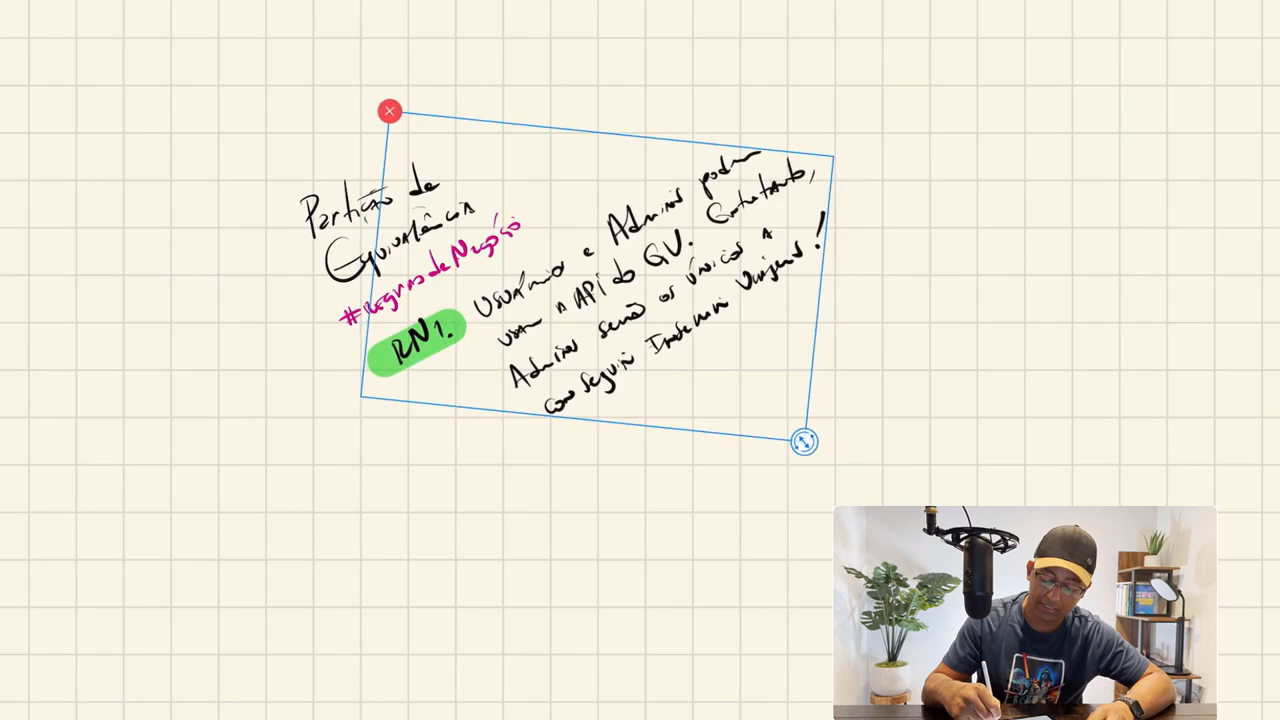 Partição de
Equivalência
#Regras de Negócio
RN1. Usuários e Admins podem
usar a API do GV. Contratante,
Admins serão os únicos a
conseguir Inserir Viagens!